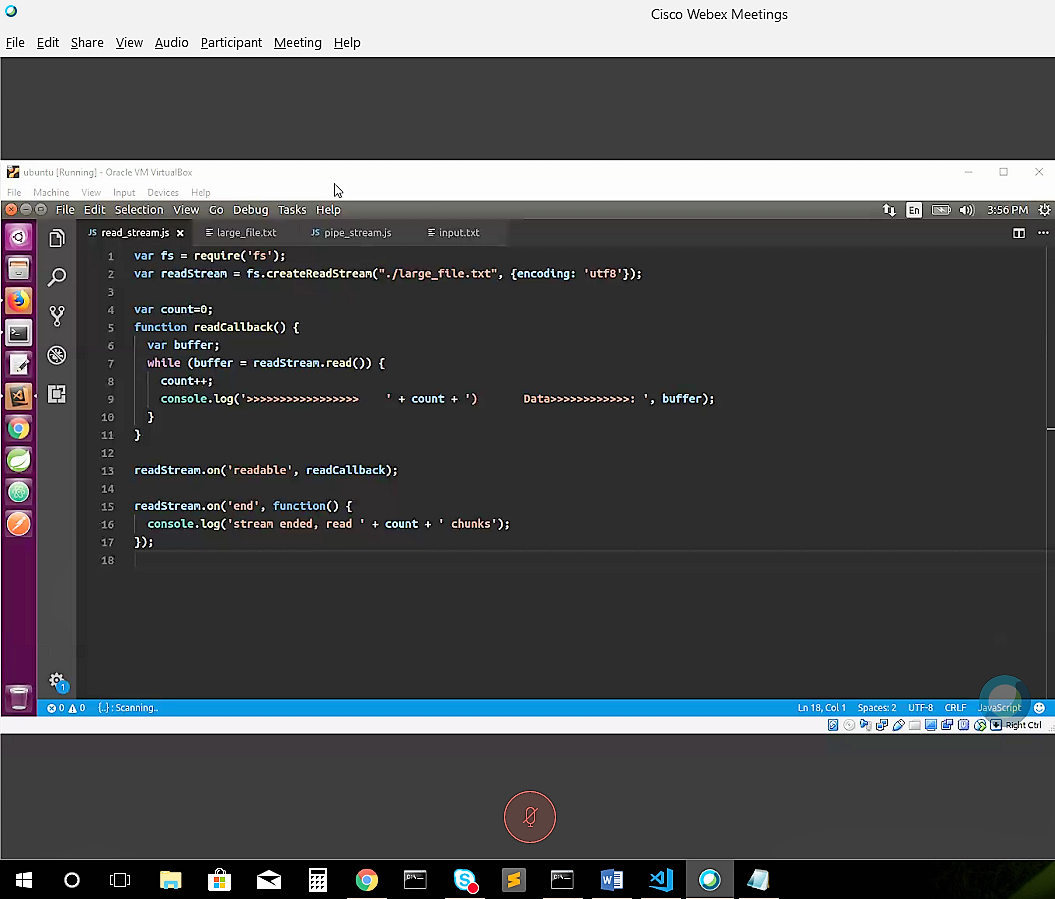 Cisco Webex Meetings
File Edit Share View Audio Participant Meeting Help
ubuntu [Running] - Oracle VM VirtualBox
File Machine View Input Devices Help
File Edit Selection View Go Debug Tasks Help En 3:56 PM
JS read_stream.js × large_file.txt JS pipe_stream.js input.txt
1 var fs = require('fs');
2 var readStream = fs.createReadStream("./large_file.txt", {encoding: 'utf8'});
3
4 var count=0;
5 function readCallback() {
6 var buffer;
7 while (buffer = readStream.read()) {
8 count++;
9 console.log('>>>>>>>>>>>>>>>>> ' + count + ') Data>>>>>>>>>>>>: ', buffer);
10 }
11 }
12
13 readStream.on('readable', readCallback);
14
15 readStream.on('end', function() {
16 console.log('stream ended, read ' + count + ' chunks');
17 });
18
1
0 0 {..} : Scanning.. Ln 18, Col 1 Spaces: 2 UTF-8 CRLF JavaScript
Right Ctrl